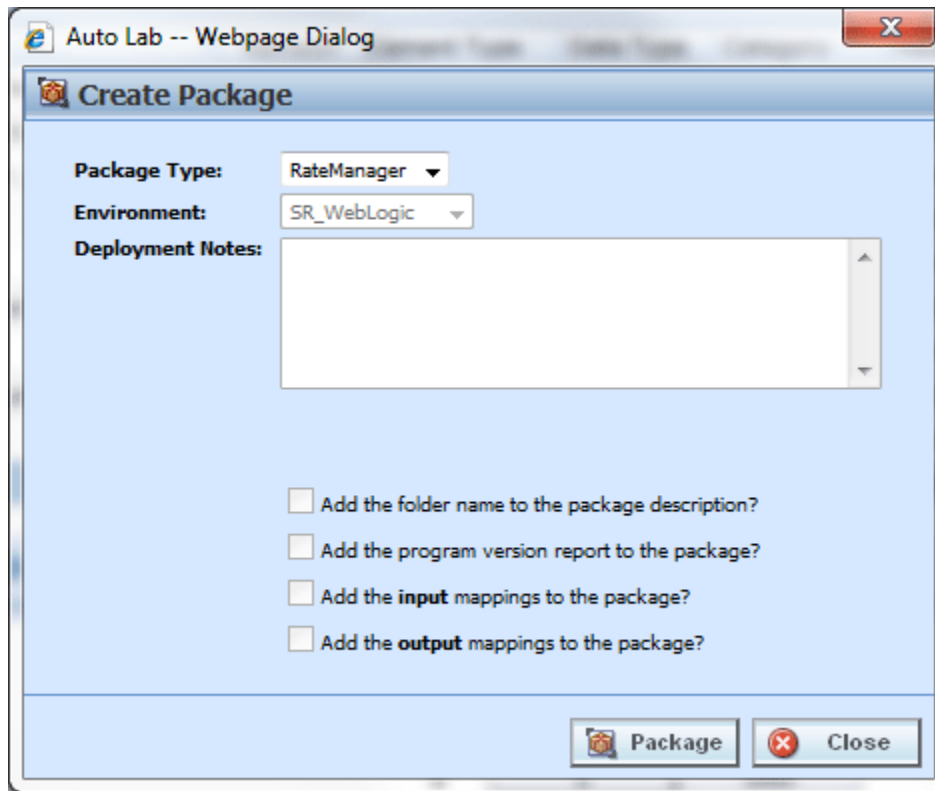 Auto Lab -- Webpage Dialog
Create Package
Package Type: RateManager
Environment: SR_WebLogic
Deployment Notes:
Add the folder name to the package description?
Add the program version report to the package?
Add the input mappings to the package?
Add the output mappings to the package?
Package Close